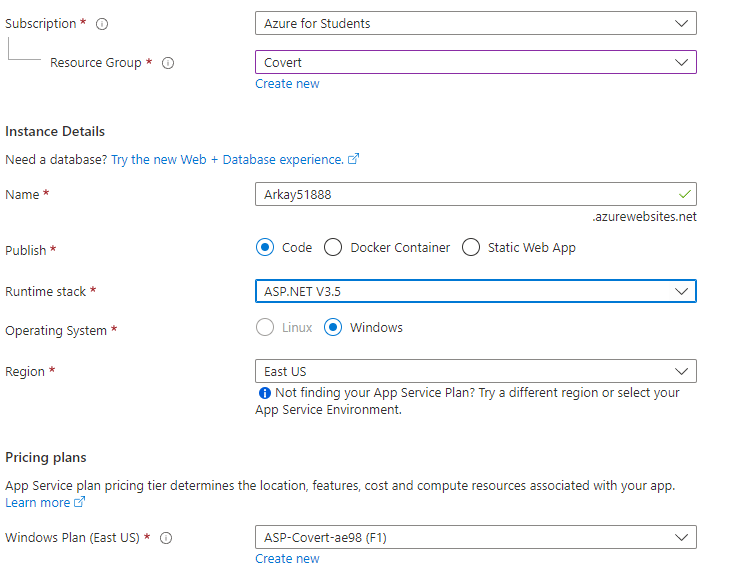 Subscription *
Azure for Students
Resource Group *
Covert
Create new
Instance Details
Need a database? Try the new Web + Database experience.
Name *
Arkay51888
.azurewebsites.net
Publish *
Code
Docker Container
Static Web App
Runtime stack *
ASP.NET V3.5
Operating System *
Linux
Windows
Region *
East US
Not finding your App Service Plan? Try a different region or select your
App Service Environment.
Pricing plans
App Service plan pricing tier determines the location, features, cost and compute resources associated with your app.
Learn more
Windows Plan (East US) *
ASP-Covert-ae98 (F1)
Create new